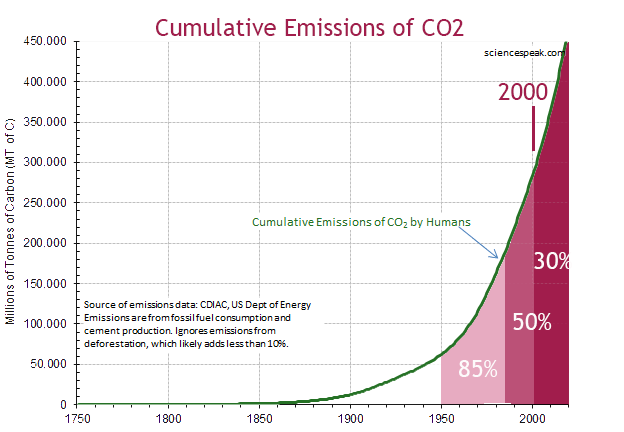 Cumulative Emissions of CO2
sciencespeak.com
2000
Cumulative Emissions of CO₂ by Humans
30%
50%
85%
Source of emissions data: CDIAC, US Dept of Energy
Emissions are from fossil fuel consumption and
cement production. Ignores emissions from
deforestation, which likely adds less than 10%.
Millions of Tonnes of Carbon (MT of C)
450.000
400.000
350.000
300.000
250.000
200.000
150.000
100.000
50.000
0
1750 1800 1850 1900 1950 2000